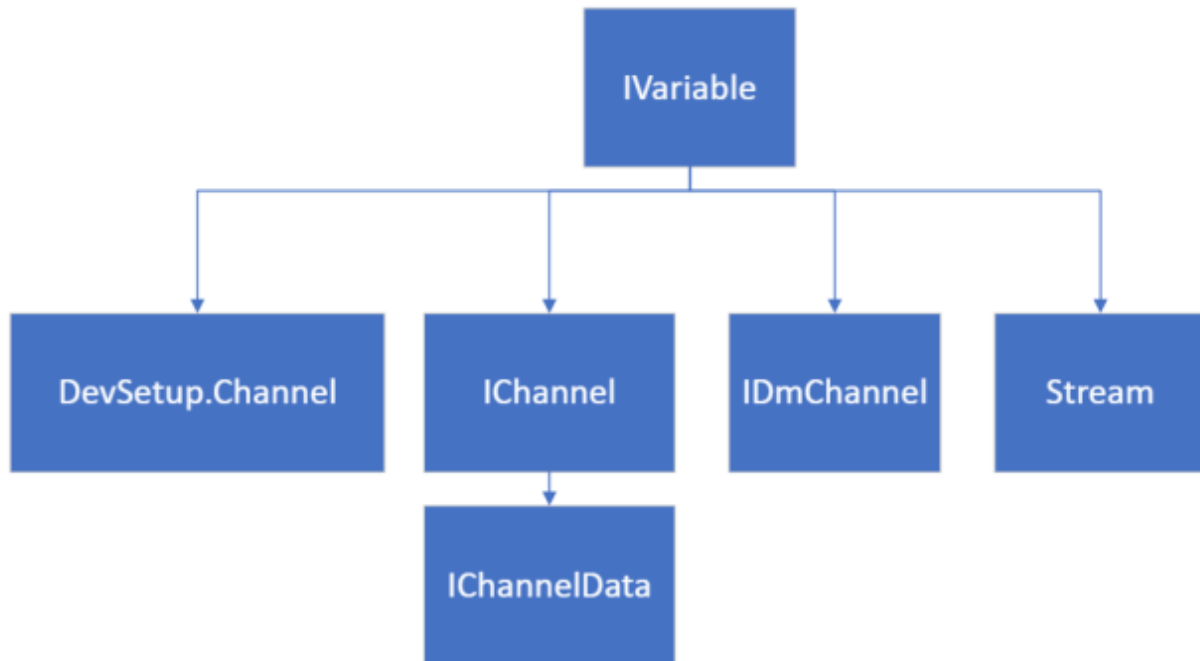 IVariable
DevSetup.Channel
IChannel
IDmChannel
Stream
IChannelData